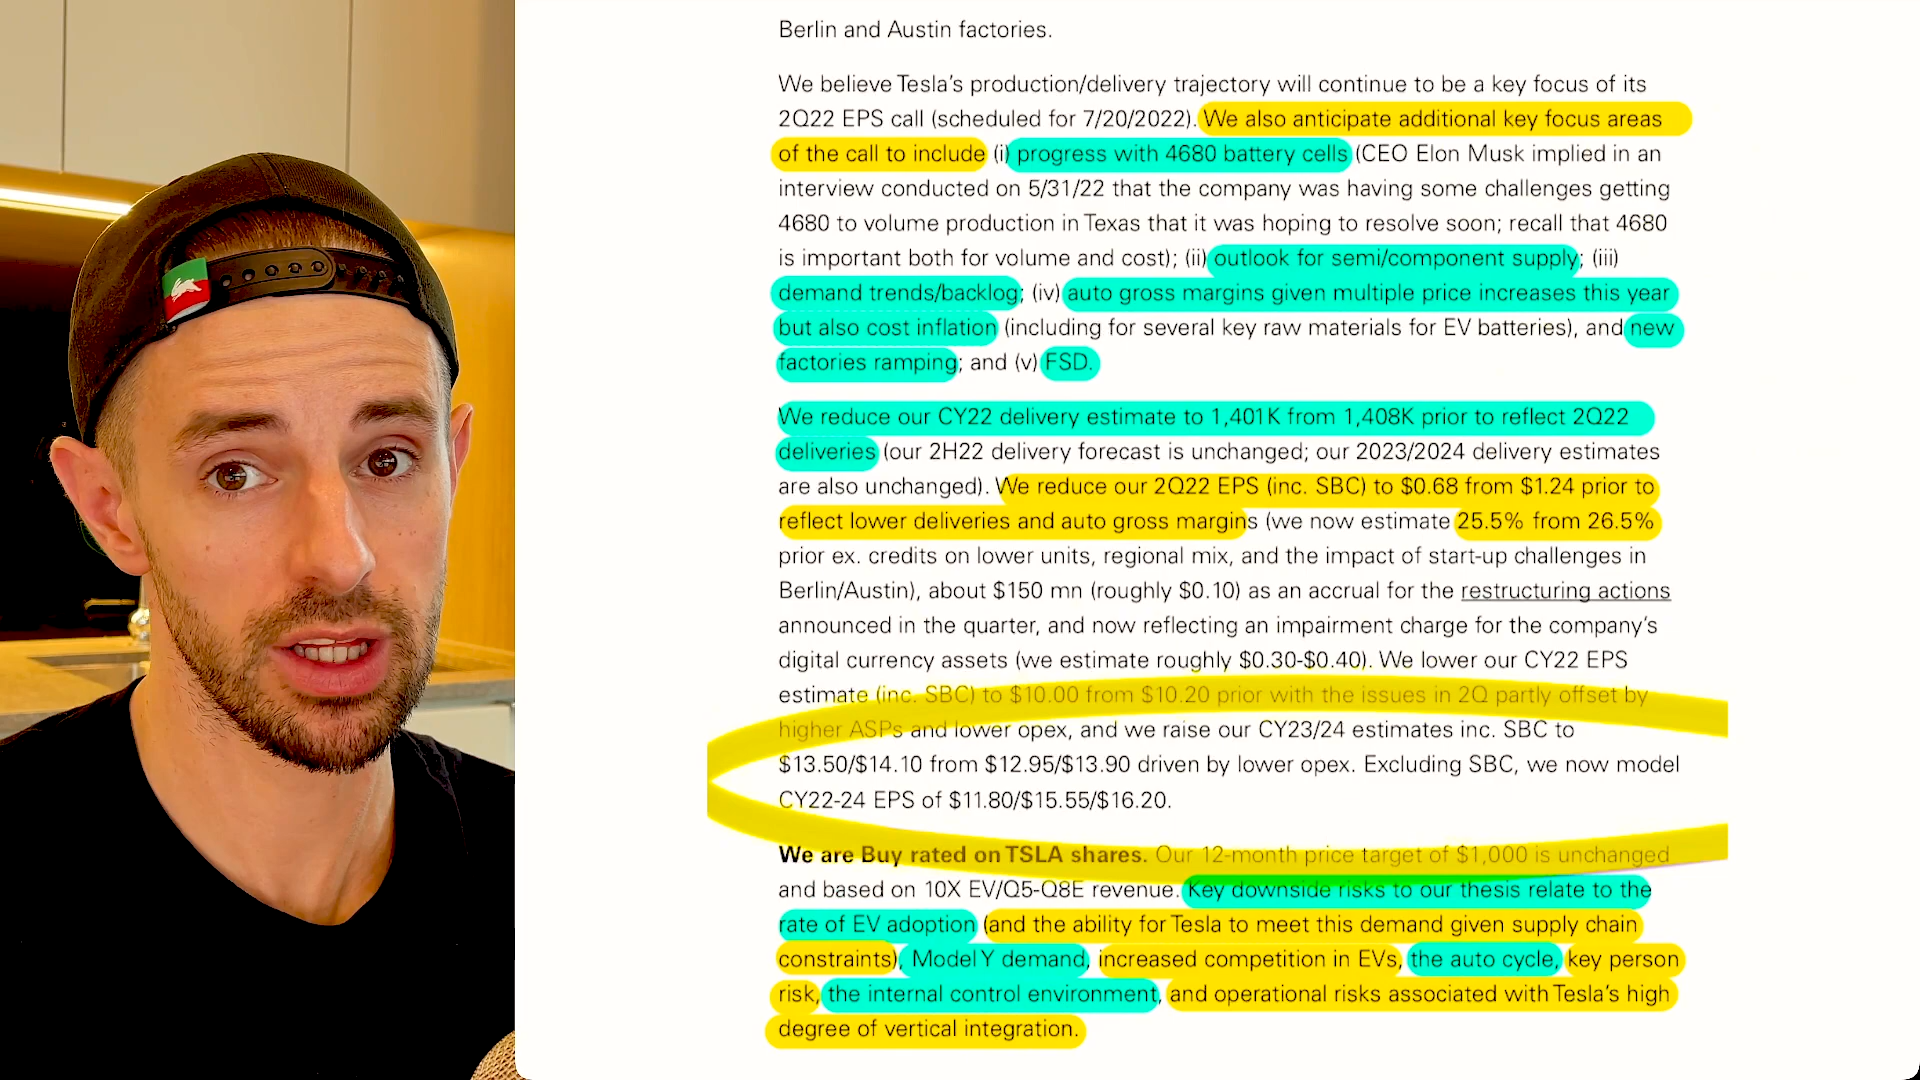 Berlin and Austin factories.
We believe Tesla's production/delivery trajectory will continue to be a key focus of its
2Q22 EPS call (scheduled for 7/20/2022). We also anticipate additional key focus areas
of the call to include (i) progress with 4680 battery cells (CEO Elon Musk implied in an
interview conducted on 5/31/22 that the company was having some challenges getting
4680 to volume production in Texas that it was hoping to resolve soon; recall that 4680
is important both for volume and cost); (ii) outlook for semi/component supply; (iii)
demand trends/backlog; (iv) auto gross margins given multiple price increases this year
but also cost inflation (including for several key raw materials for EV batteries), and new
factories ramping; and (v) FSD.
We reduce our CY22 delivery estimate to 1,401K from 1,408K prior to reflect 2Q22
deliveries (our 2H22 delivery forecast is unchanged; our 2023/2024 delivery estimates
are also unchanged). We reduce our 2Q22 EPS (inc. SBC) to $0.68 from $1.24 prior to
reflect lower deliveries and auto gross margins (we now estimate 25.5% from 26.5%
prior ex. credits on lower units, regional mix, and the impact of start-up challenges in
Berlin/Austin), about $150 mn (roughly $0.10) as an accrual for the restructuring actions
announced in the quarter, and now reflecting an impairment charge for the company's
digital currency assets (we estimate roughly $0.30-$0.40). We lower our CY22 EPS
estimate (inc. SBC) to $10.00 from $10.20 prior with the issues in 2Q partly offset by
higher ASPs and lower opex, and we raise our CY23/24 estimates inc. SBC to
$13.50/$14.10 from $12.95/$13.90 driven by lower opex. Excluding SBC, we now model
CY22-24 EPS of $11.80/$15.55/$16.20.
We are Buy rated on TSLA shares. Our 12-month price target of $1,000 is unchanged
and based on 10X EV/Q5-Q8E revenue. Key downside risks to our thesis relate to the
rate of EV adoption (and the ability for Tesla to meet this demand given supply chain
constraints), Model Y demand, increased competition in EVs, the auto cycle, key person
risk, the internal control environment, and operational risks associated with Tesla's high
degree of vertical integration.